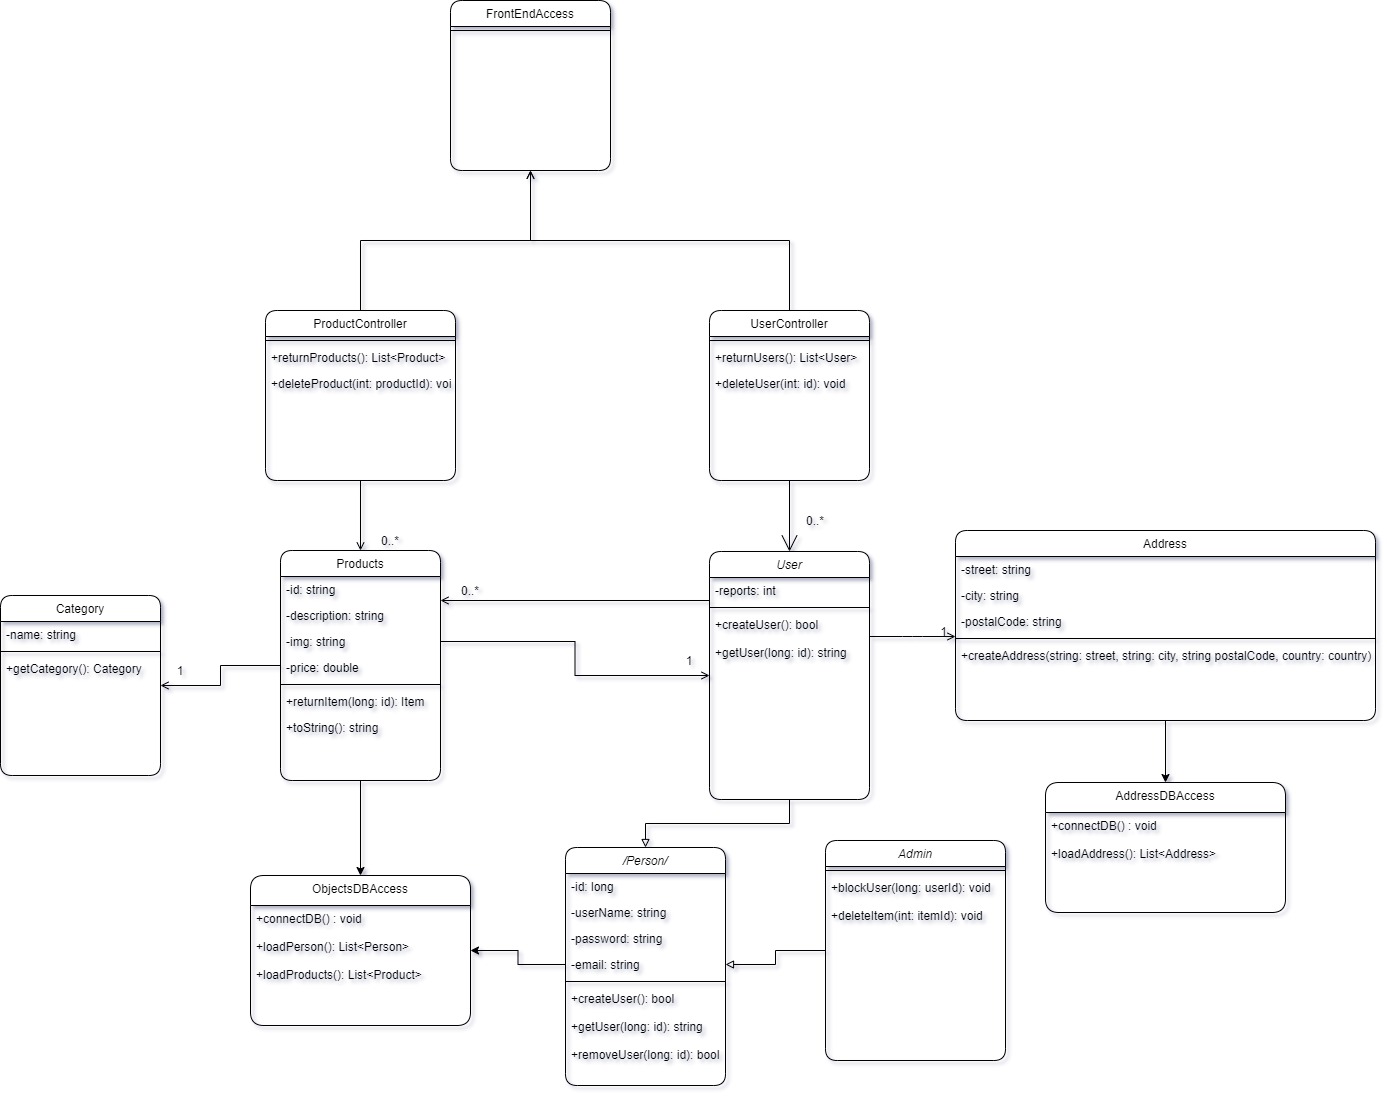 FrontEndAccess
ProductController
+returnProducts(): List<Product>
+deleteProduct(int: productId): voi
UserController
+returnUsers(): List<User>
+deleteUser(int: id): void
0..*
0..*
Products
-id: string
-description: string
-img: string
-price: double
+returnItem(long: id): Item
+toString(): string
User
-reports: int
+createUser(): bool
+getUser(long: id): string
0..*
1
Address
-street: string
-city: string
-postalCode: string
+createAddress(string: street, string: city, string postalCode, country: country)
1
Category
-name: string
+getCategory(): Category
1
AddressDBAccess
+connectDB() : void
+loadAddress(): List<Address>
ObjectsDBAccess
+connectDB() : void
+loadPerson(): List<Person>
+loadProducts(): List<Product>
/Person/
-id: long
-userName: string
-password: string
-email: string
+createUser(): bool
+getUser(long: id): string
+removeUser(long: id): bool
Admin
+blockUser(long: userId): void
+deleteItem(int: itemId): void